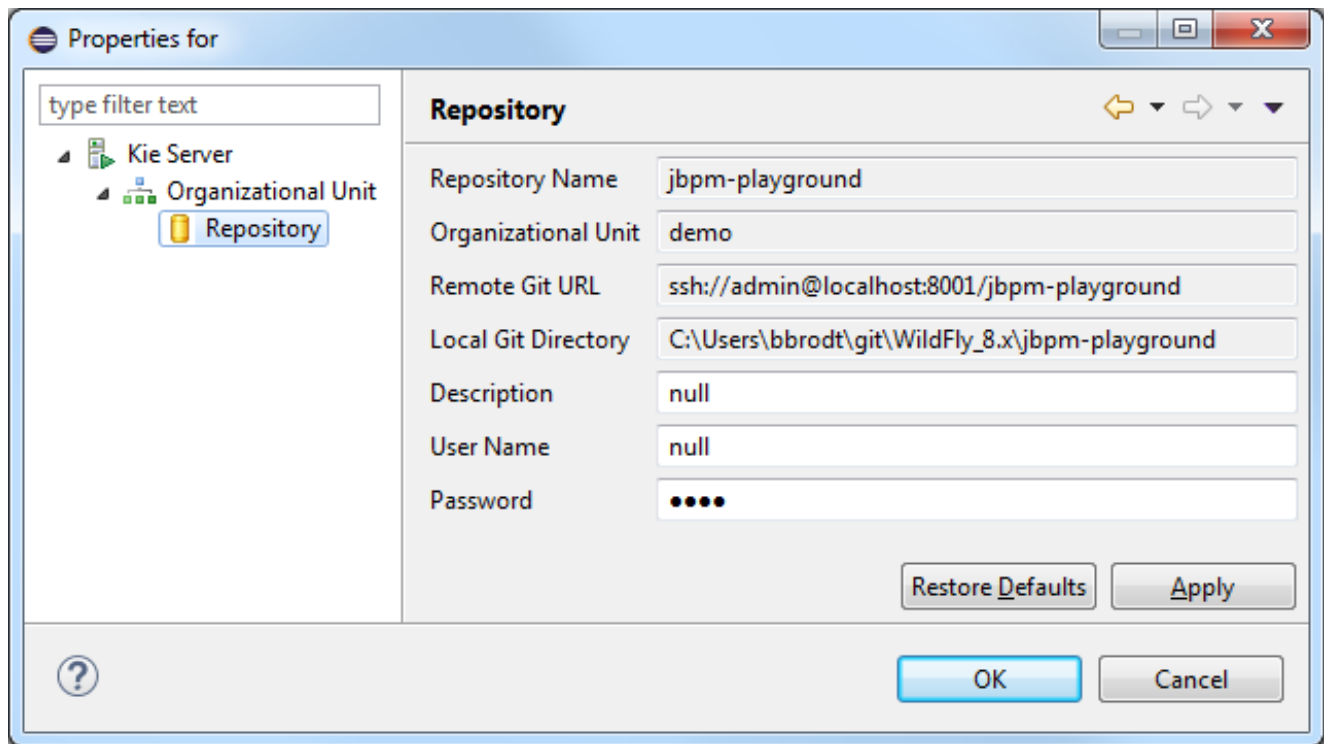 Properties for
type filter text
Kie Server
Organizational Unit
Repository
Repository
Repository Name jbpm-playground
Organizational Unit demo
Remote Git URL ssh://admin@localhost:8001/jbpm-playground
Local Git Directory C:\Users\bbrodt\git\WildFly_8.x\jbpm-playground
Description null
User Name null
Password ••••
Restore Defaults Apply
OK Cancel